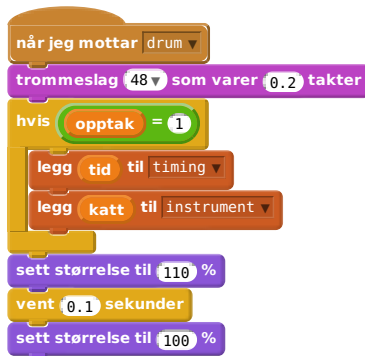 når jeg mottar drum
trommeslag 48 som varer 0.2 takter
hvis opptak = 1
legg tid til timing
legg katt til instrument
sett størrelse til 110 %
vent 0.1 sekunder
sett størrelse til 100 %